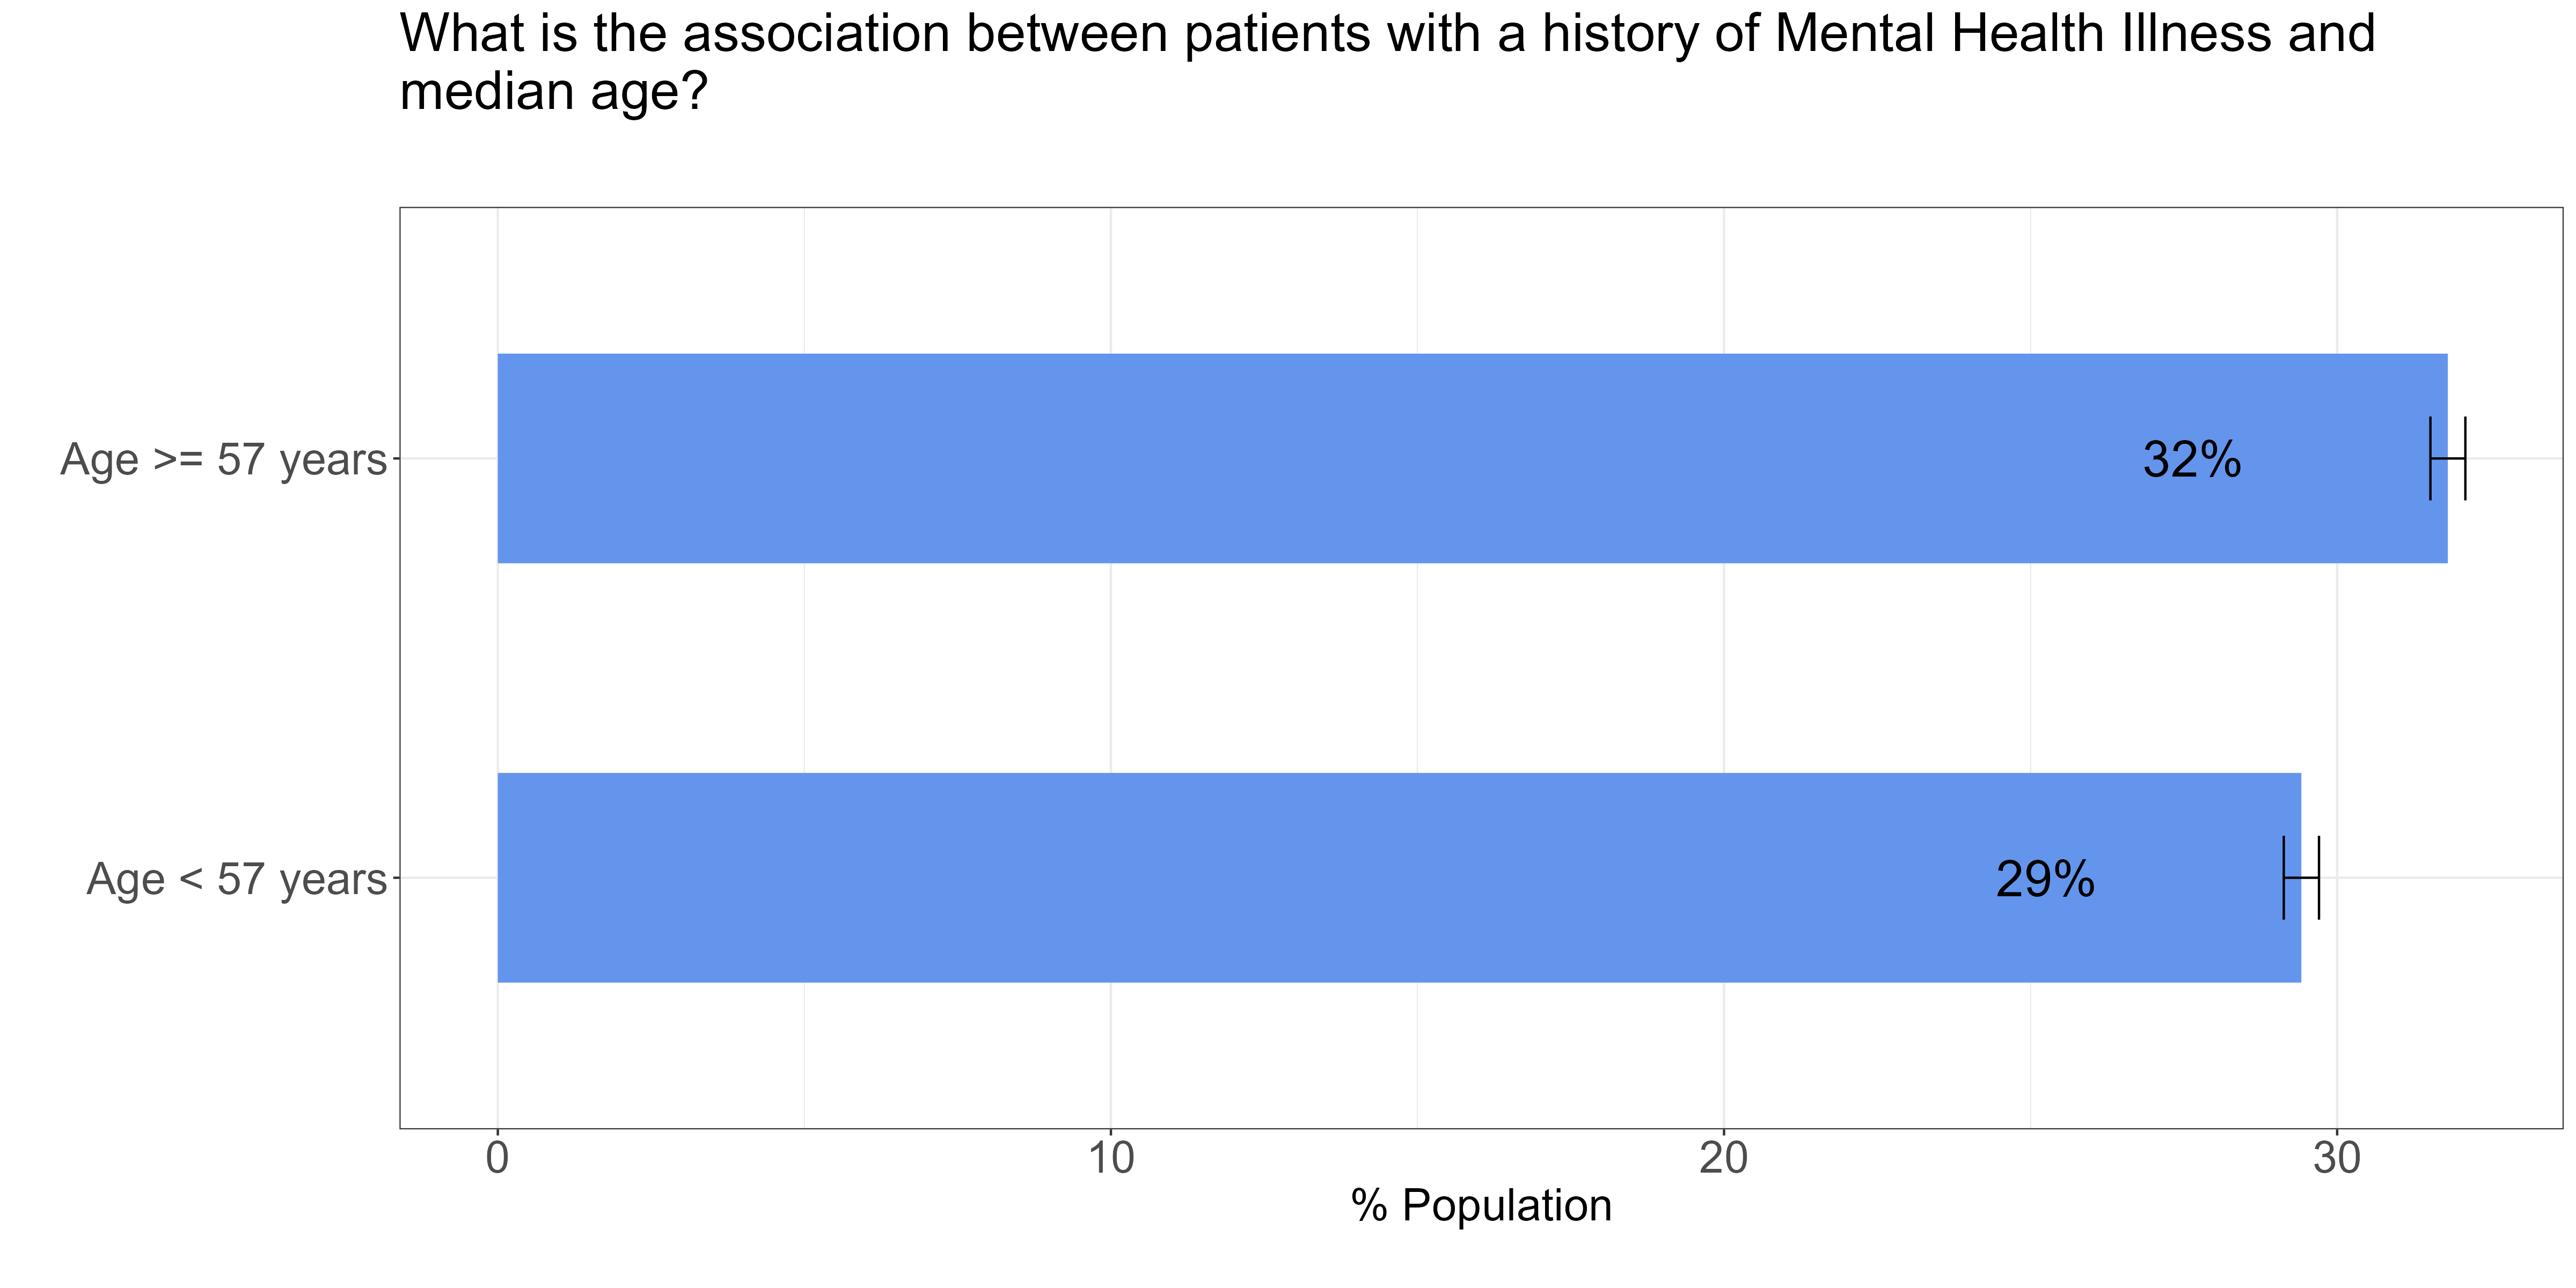 What is the association between patients with a history of Mental Health Illness and
median age?
Age >= 57 years
32%
Age < 57 years
29%
0 10 20 30
% Population